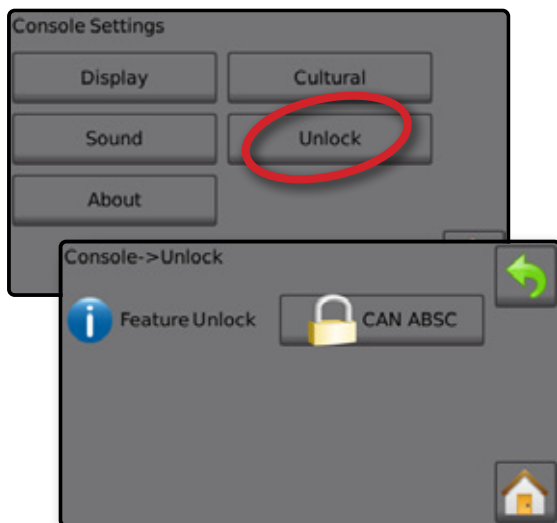 Console Settings
Display
Cultural
Sound
Unlock
About
Console->Unlock
Feature Unlock
CAN ABSC